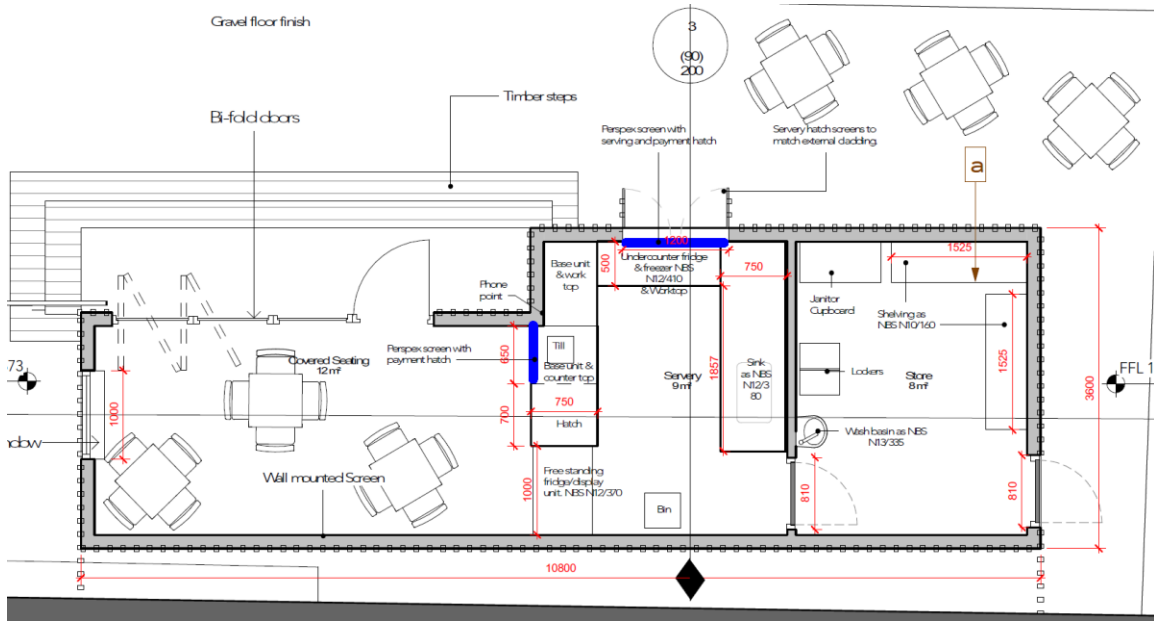 Gravel floor finish
3
(90)
200
Timber steps
Bi-fold doors
Perspex screen with
serving and payment hatch
Servery hatch screens to
match external cladding.
a
1200
500
Undercounter fridge
& freezer NBS
N12/410
& Worktop
750
1525
Base unit
& work
top
Phone
point
Janitor
Cupboard
Shelving as
NBS N10/160
1525
3600
Perspex screen with
payment hatch
650
Till
Base unit &
counter top
Covered Seating
12 m²
73
1000
1857
Servery
9 m²
Sink
as NBS
N12/3
80
Lockers
Store
8 m²
FFL 1
750
700
Hatch
Wash basin as NBS
N13/335
ndow
Wall mounted Screen
Free standing
fridge/display
unit. NBS N12/370
1000
Bin
810
810
10800